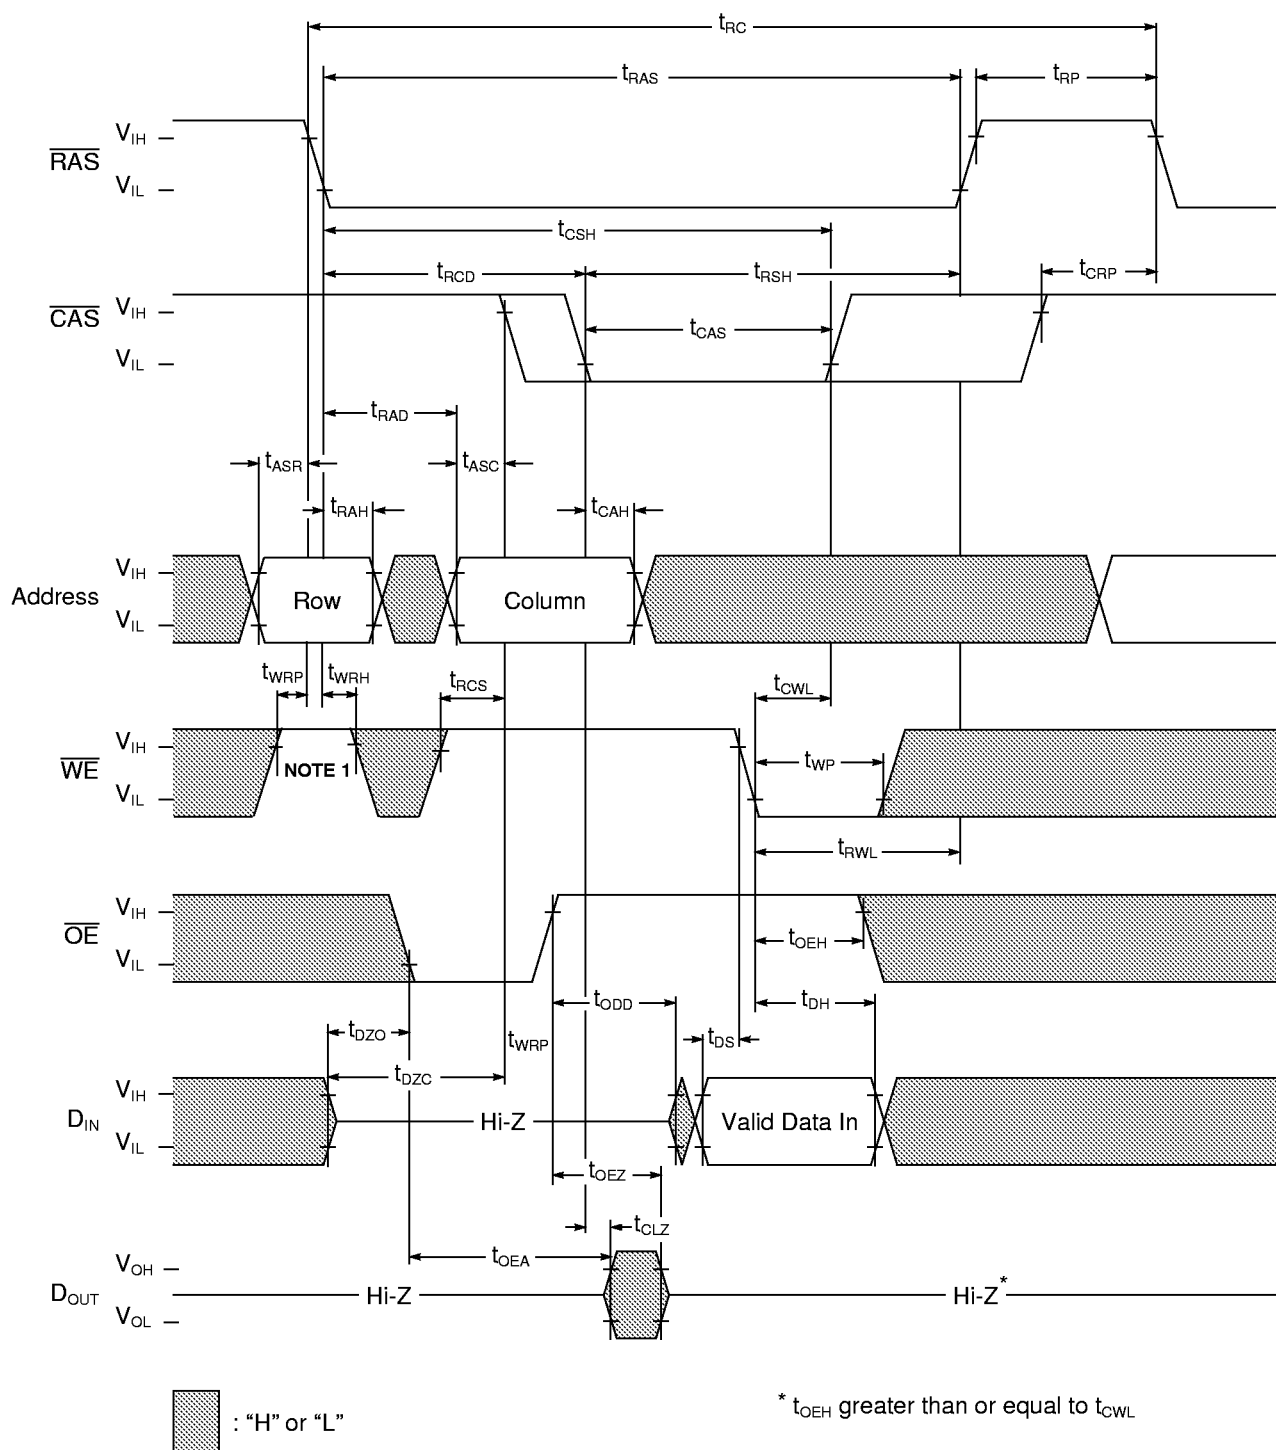 tRC
tRAS tRP
RAS VIH
VIL
tCSH
tRCD tRSH tCRP
CAS VIH
VIL
tCAS
tRAD
tASR tASC
tRAH tCAH
Address VIH
VIL
Row Column
tWRP tWRH tRCS tCWL
WE VIH
VIL
NOTE 1 tWP
tRWL
OE VIH
VIL
tOEH
tODD tDH
tDZO tWRP tDS
tDZC
DIN VIH
VIL
Hi-Z Valid Data In
tOEZ
tCLZ
tOEA
DOUT VOH
VOL
Hi-Z Hi-Z*
: “H” or “L”
* tOEH greater than or equal to tCWL